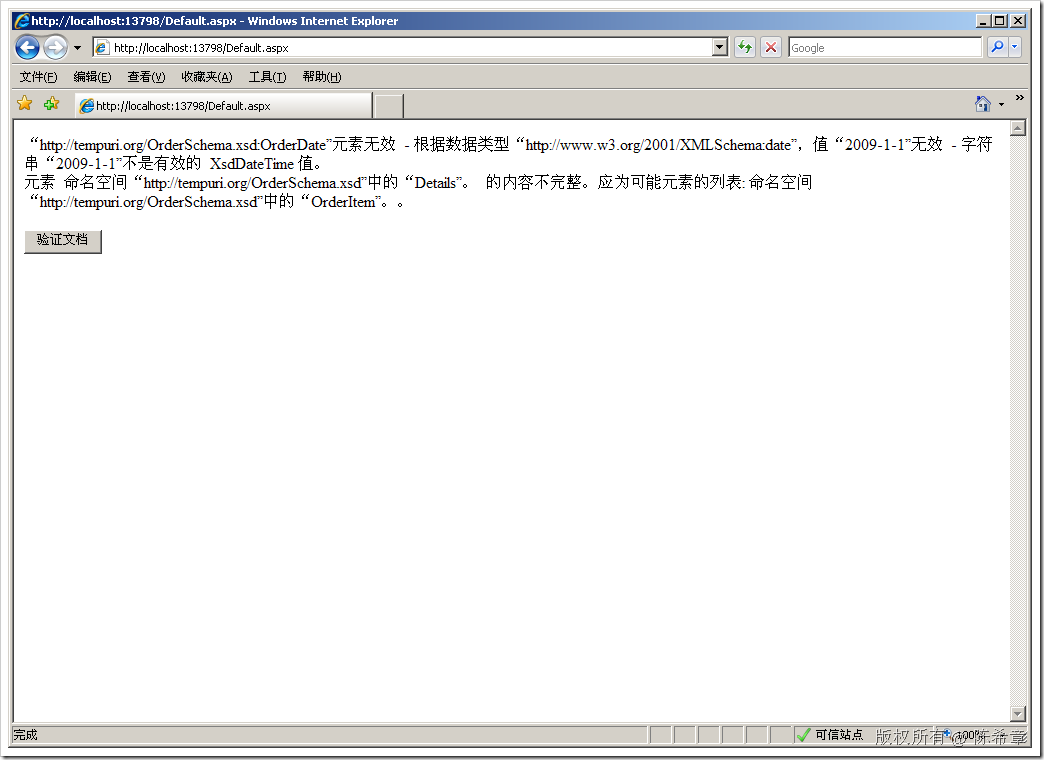 http://localhost:13798/Default.aspx - Windows Internet Explorer
http://localhost:13798/Default.aspx
Google
文件(F) 编辑(E) 查看(V) 收藏夹(A) 工具(T) 帮助(H)
http://localhost:13798/Default.aspx
“http://tempuri.org/OrderSchema.xsd:OrderDate”元素无效 - 根据数据类型“http://www.w3.org/2001/XMLSchema:date”，值“2009-1-1”无效 - 字符
串“2009-1-1”不是有效的 XsdDateTime 值。
元素 命名空间“http://tempuri.org/OrderSchema.xsd”中的“Details”。 的内容不完整。应为可能元素的列表: 命名空间
“http://tempuri.org/OrderSchema.xsd”中的“OrderItem”。。
验证文档
完成
可信站点
100%
版权所有 @ 陈希章